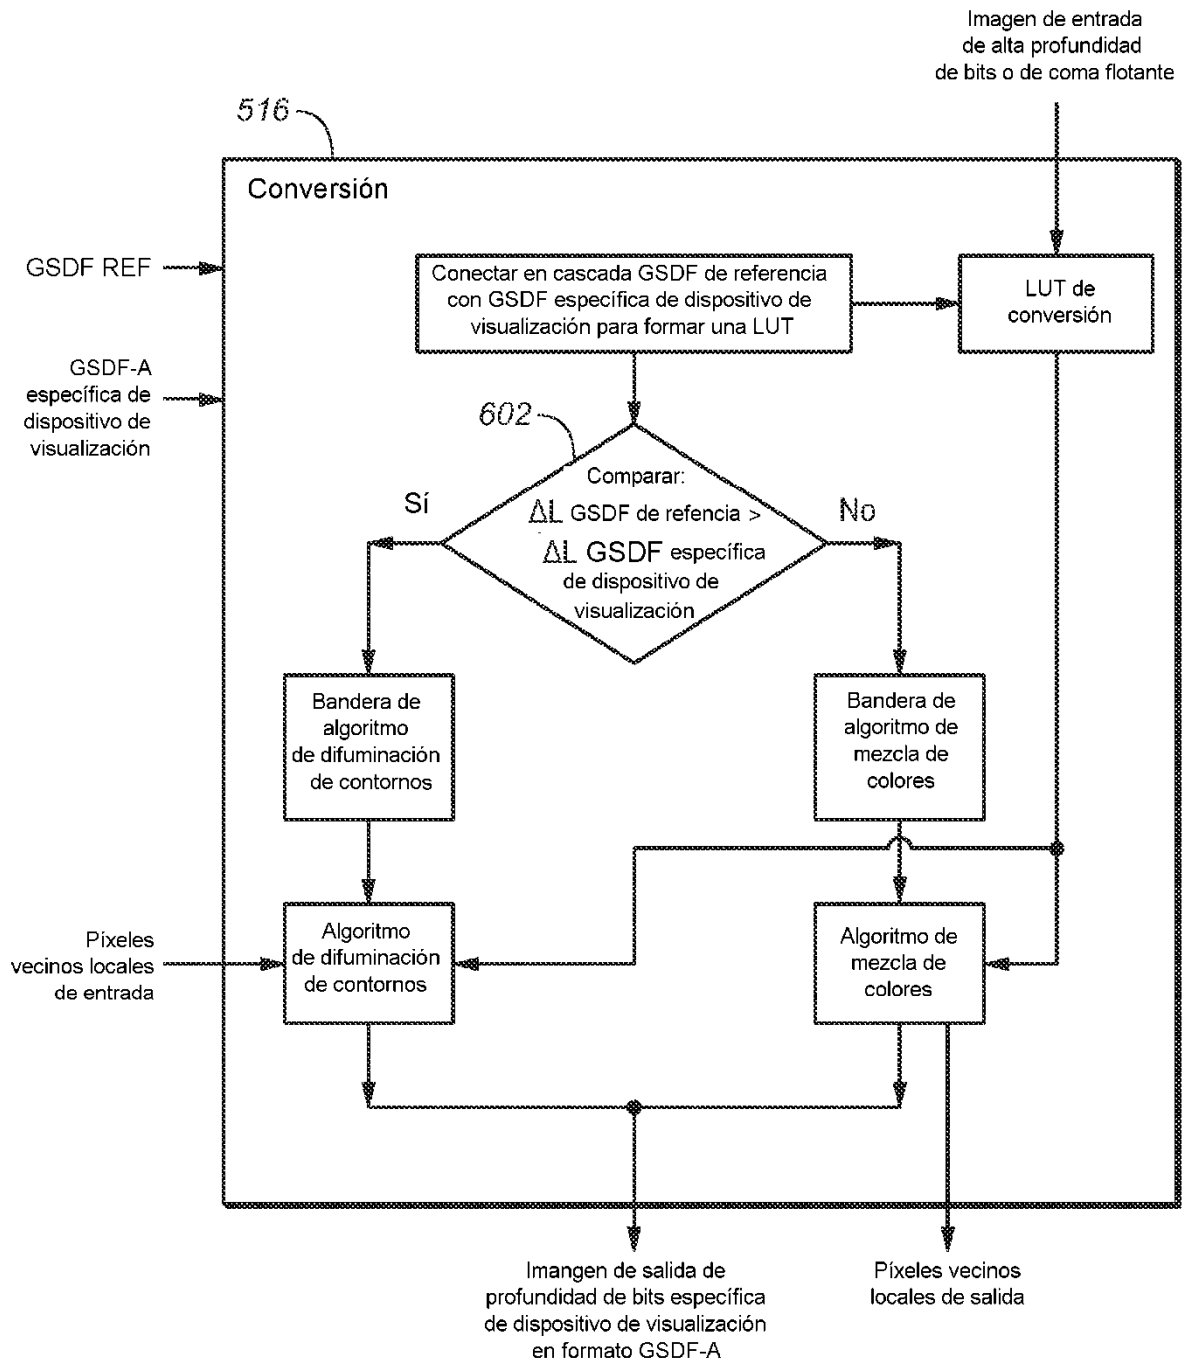 Imagen de entrada
de alta profundidad
de bits o de coma flotante
516
Conversión
GSDF REF
Conectar en cascada GSDF de referencia
con GSDF específica de dispositivo de
visualización para formar una LUT
LUT de
conversión
GSDF-A
específica de
dispositivo de
visualización
602
Comparar:
ΔL GSDF de refencia >
ΔL GSDF específica
de dispositivo de
visualización
Sí
No
Bandera de
algoritmo
de difuminación
de contornos
Bandera de
algoritmo de
mezcla de
colores
Píxeles
vecinos locales
de entrada
Algoritmo
de difuminación
de contornos
Algoritmo de
mezcla de
colores
Imangen de salida de
profundidad de bits específica
de dispositivo de visualización
en formato GSDF-A
Píxeles vecinos
locales de salida